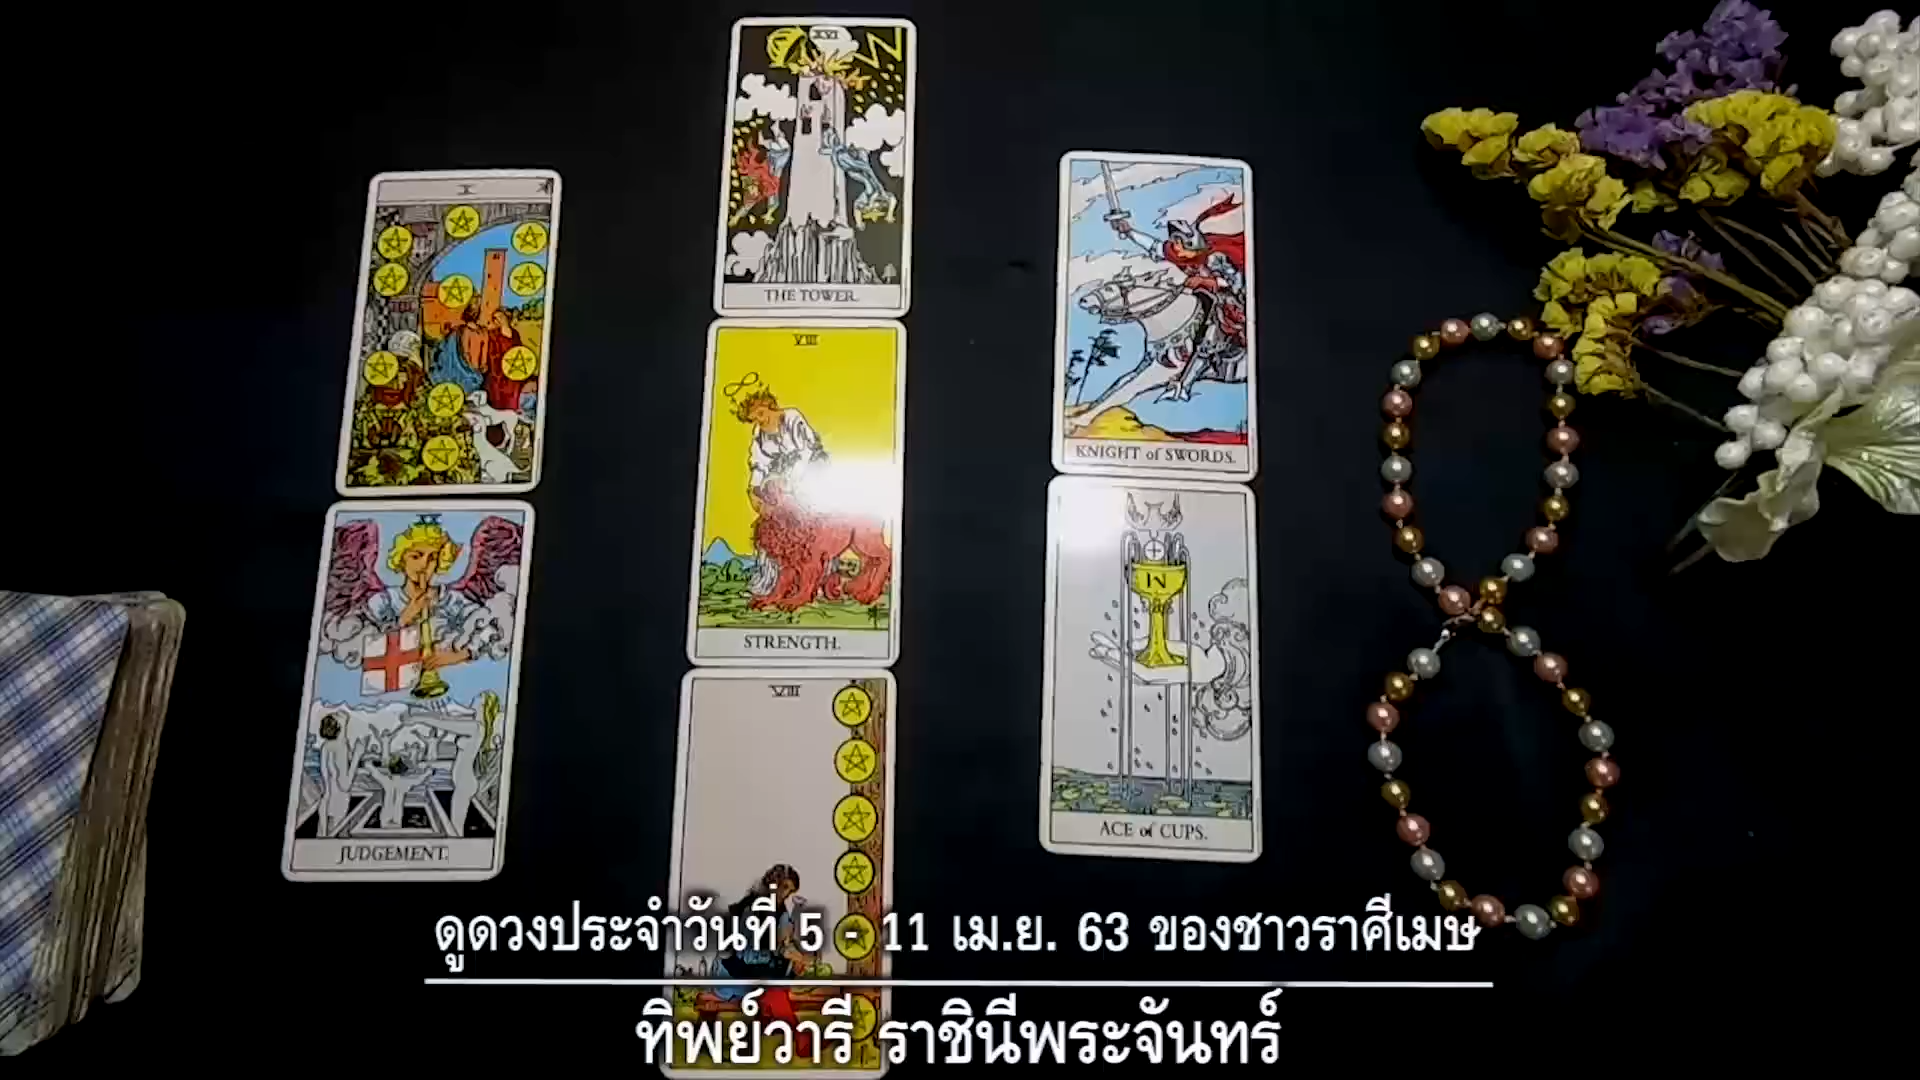 XVI
THE TOWER.
X
KNIGHT of SWORDS.
VIII
STRENGTH.
JUDGEMENT.
ACE of CUPS.
VIII
ดูดวงประจำวันที่ 5 - 11 เม.ย. 63 ของชาวราศีเมษ
ทิพย์วารี ราชินีพระจันทร์